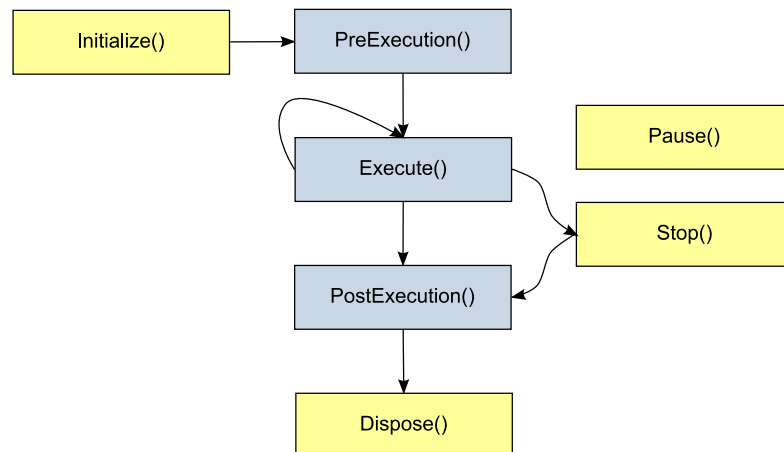 Initialize()
PreExecution()
Pause()
Execute()
Stop()
PostExecution()
Dispose()